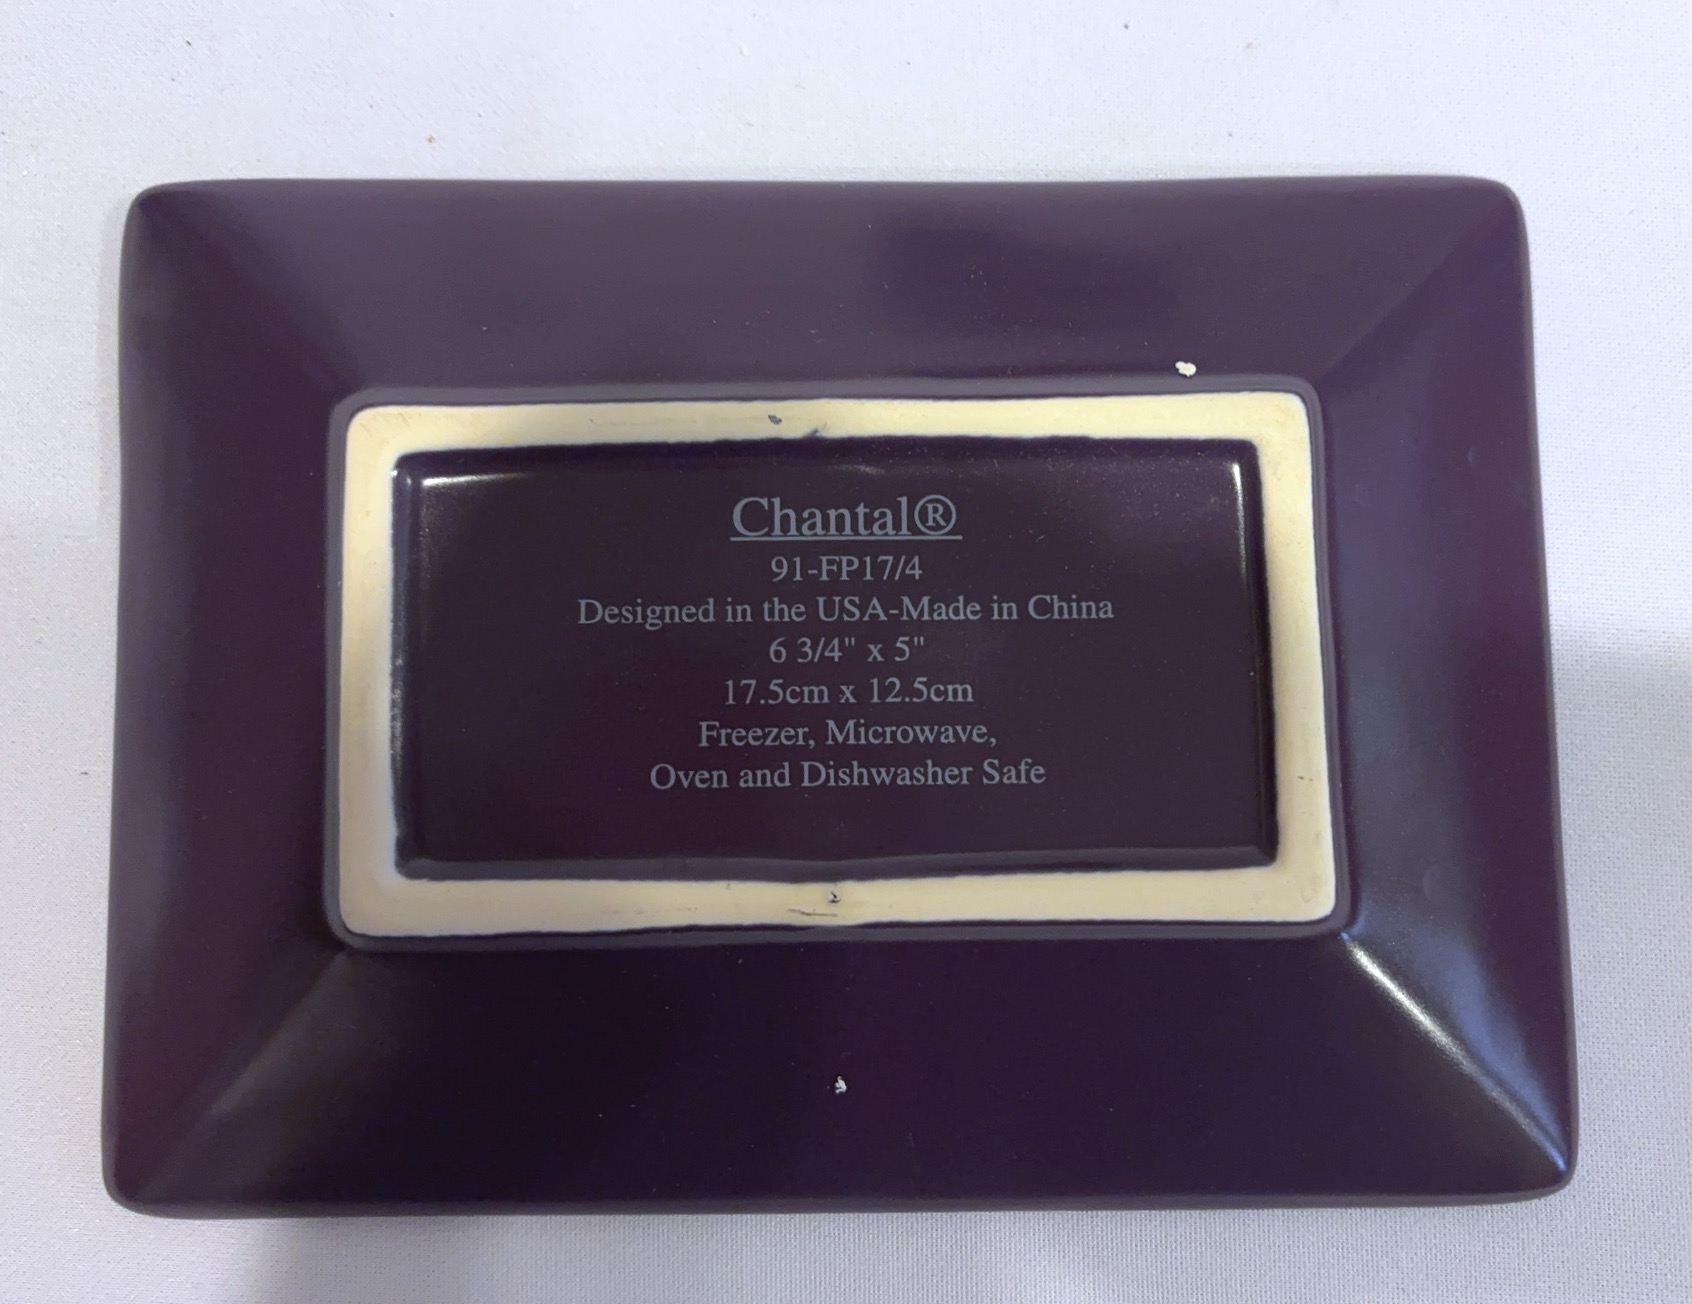 Chantal®
91-FP17/4
Designed in the USA-Made in China
6 3/4" x 5"
17.5cm x 12.5cm
Freezer, Microwave,
Oven and Dishwasher Safe